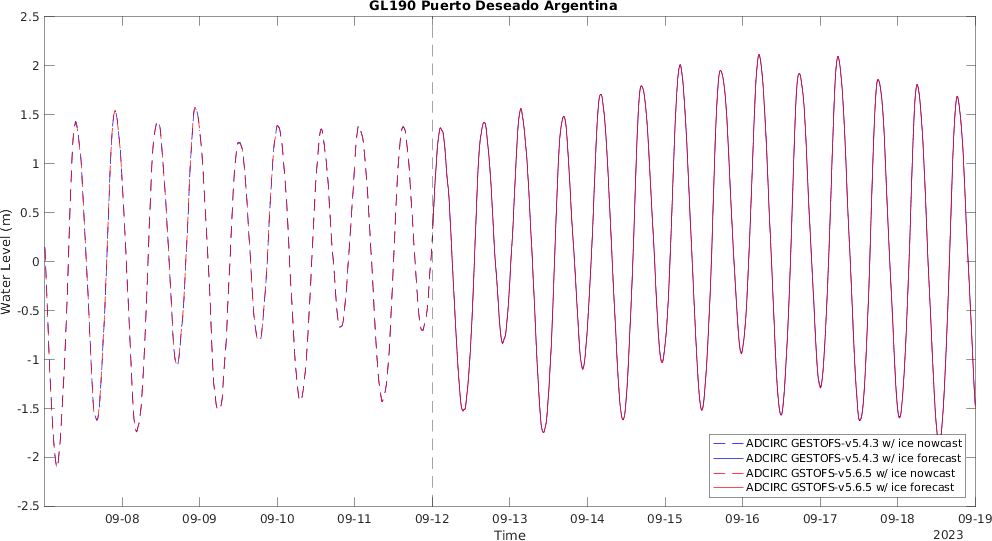 GL190 Puerto Deseado Argentina
2.5
2
1.5
1
0.5
0
-0.5
-1
-1.5
-2
-2.5
Water Level (m)
ADCIRC GESTOFS-v5.4.3 w/ ice nowcast
ADCIRC GESTOFS-v5.4.3 w/ ice forecast
ADCIRC GSTOFS-v5.6.5 w/ ice nowcast
ADCIRC GSTOFS-v5.6.5 w/ ice forecast
09-08 09-09 09-10 09-11 09-12 09-13 09-14 09-15 09-16 09-17 09-18 09-19
Time
2023